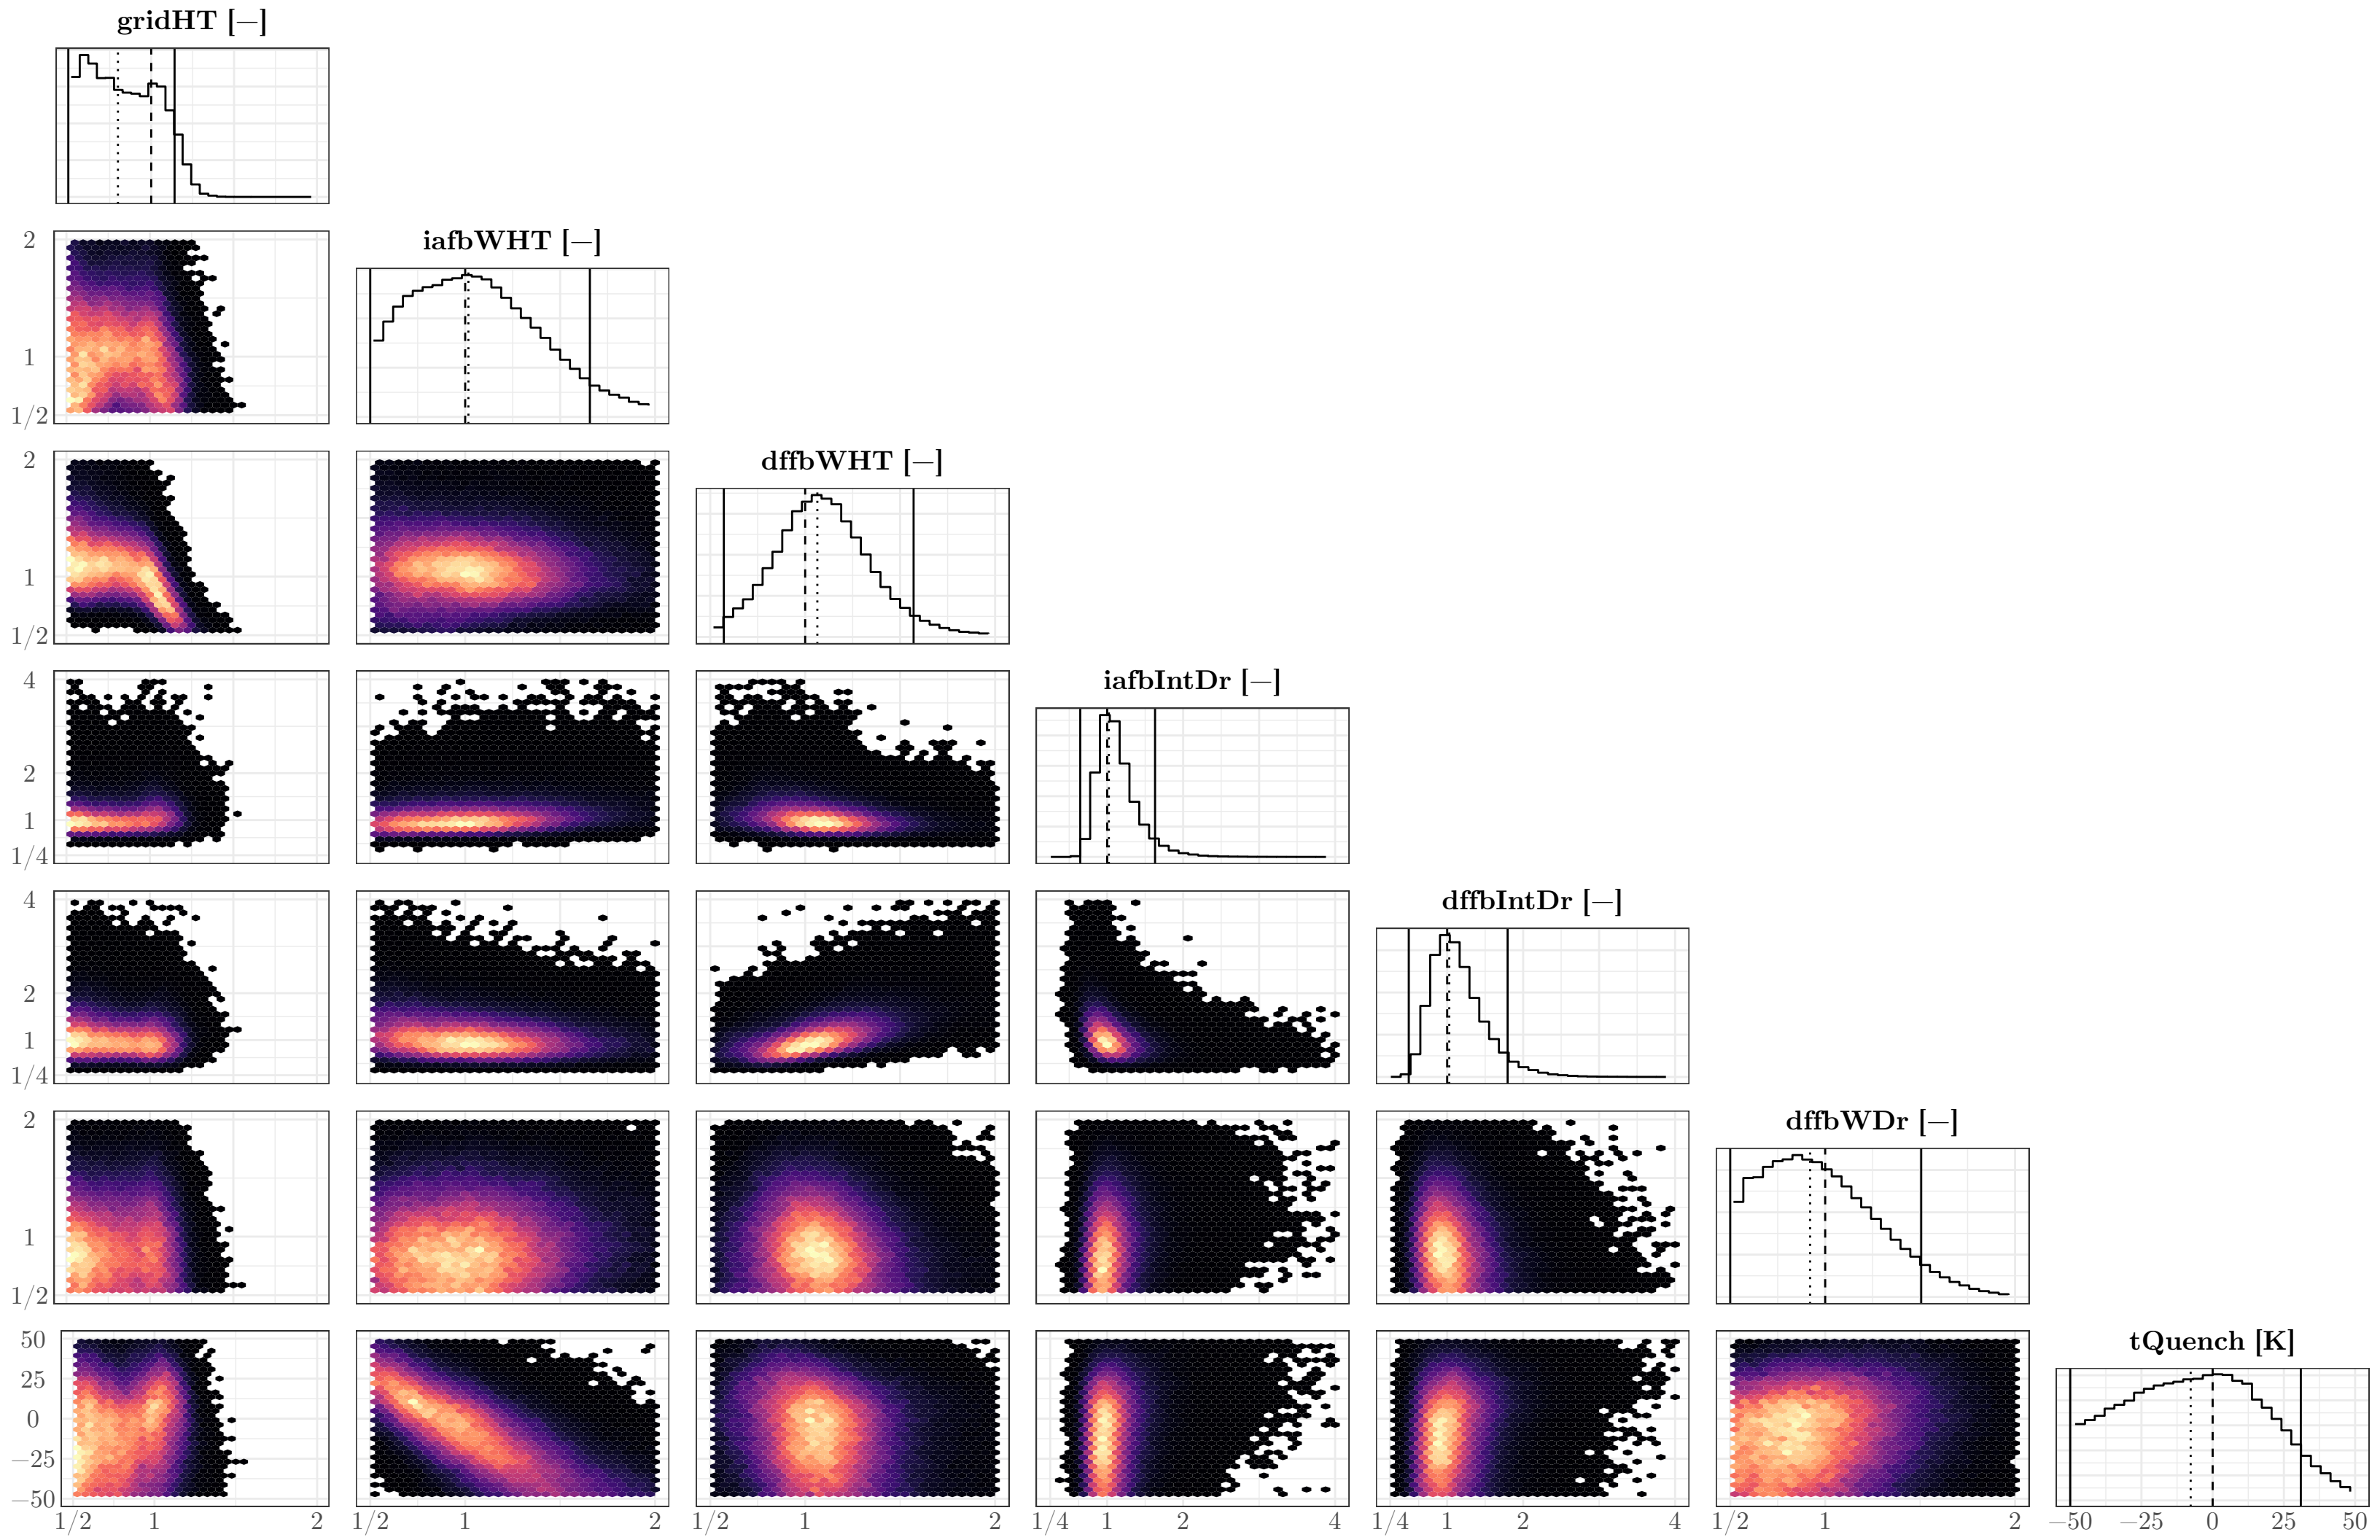 gridHT [—]
2
1
1/2
iafbWHT [—]
2
1
1/2
dffbWHT [—]
4
2
1
1/4
iafbIntDr [—]
4
2
1
1/4
dffbIntDr [—]
2
1
1/2
dffbWDr [—]
50
25
0
−25
−50
tQuench [K]
1/2 1 2 1/2 1 2 1/2 1 2 1/4 1 2 4 1/4 1 2 4 1/2 1 2 −50 −25 0 25 50